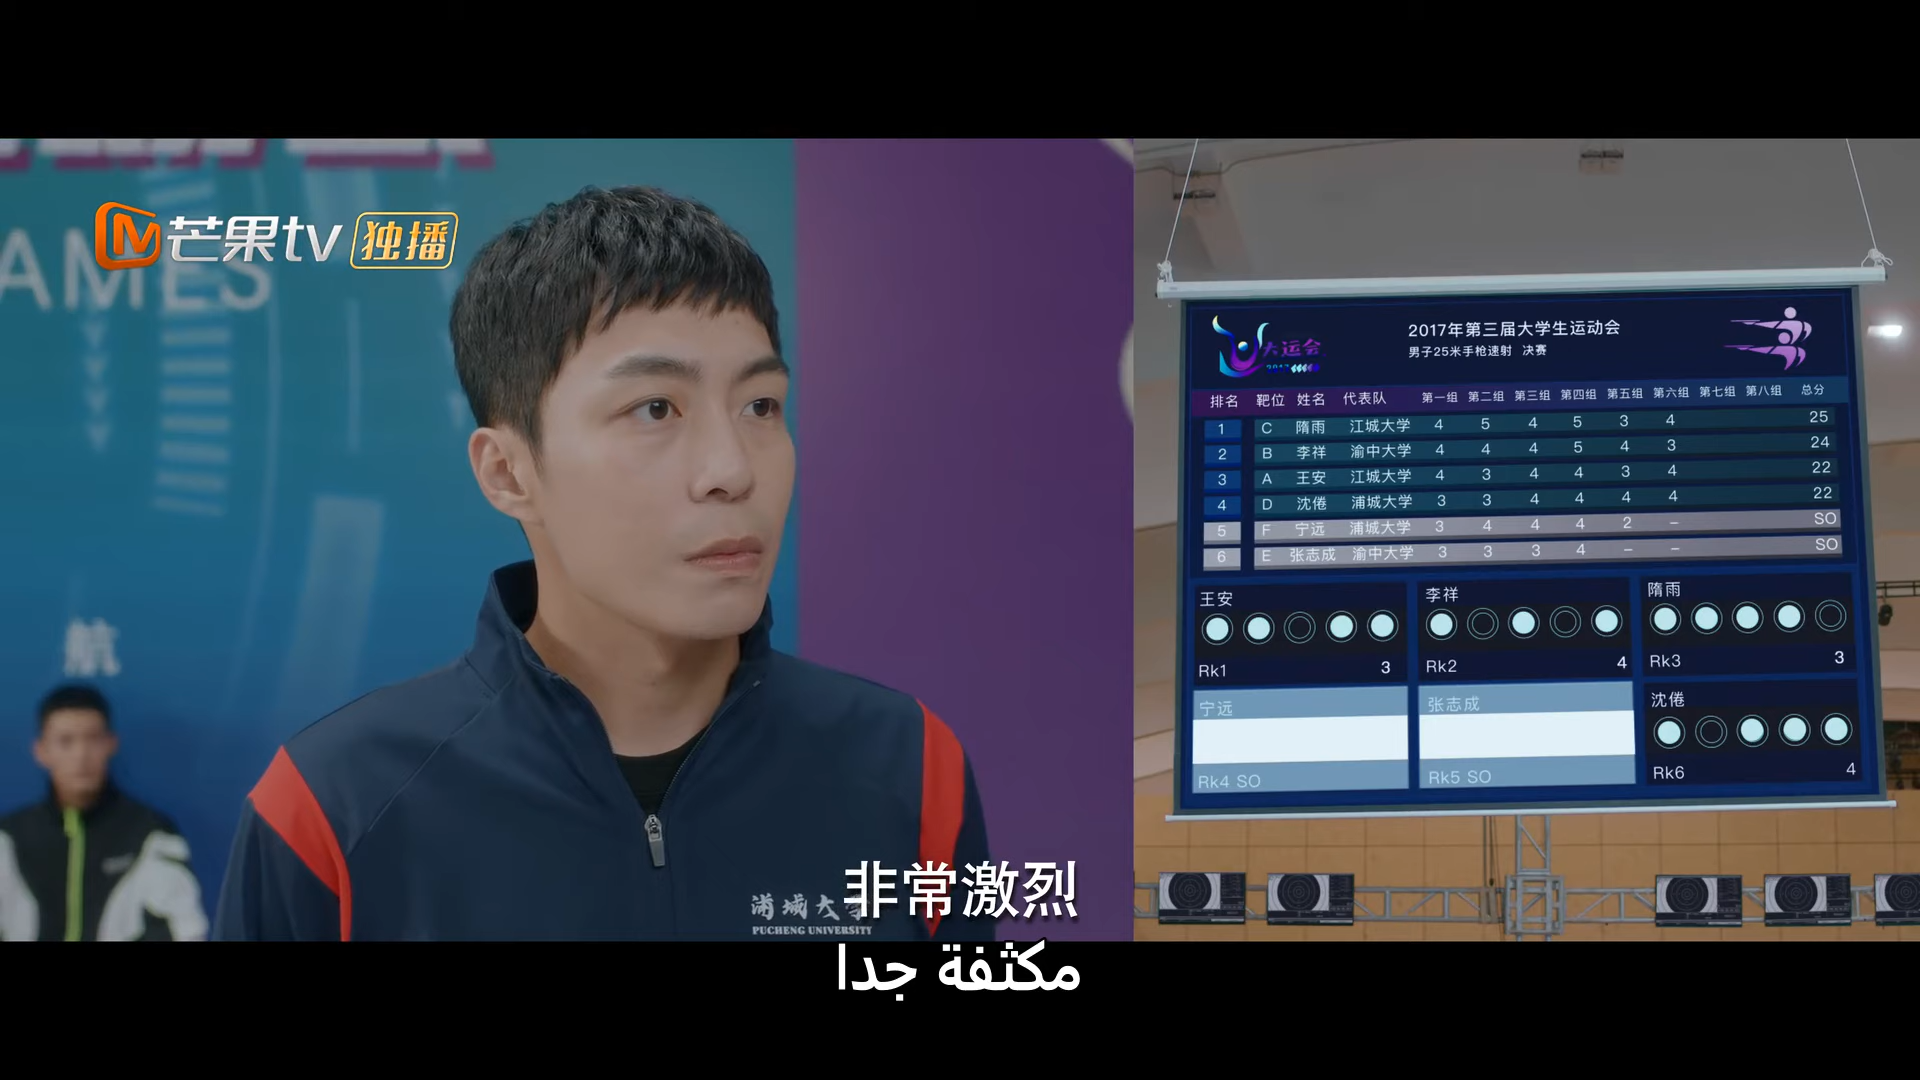 芒果tv 独播
AMES
航
浦城大学
PUCHENG UNIVERSITY
大运会
2017
2017年第三届大学生运动会
男子25米手枪速射 决赛
排名 靶位 姓名 代表队 第一组 第二组 第三组 第四组 第五组 第六组 第七组 第八组 总分
1 C 隋雨 江城大学 4 5 4 5 3 4 25
2 B 李祥 渝中大学 4 4 4 5 4 3 24
3 A 王安 江城大学 4 3 4 4 3 4 22
4 D 沈倦 浦城大学 3 3 4 4 4 4 22
5 F 宁远 浦城大学 3 4 4 4 2 – SO
6 E 张志成 渝中大学 3 3 3 4 – – SO
王安
Rk1 3
李祥
Rk2 4
隋雨
Rk3 3
宁远
Rk4 SO
张志成
Rk5 SO
沈倦
Rk6 4
非常激烈
مكثفة جدا